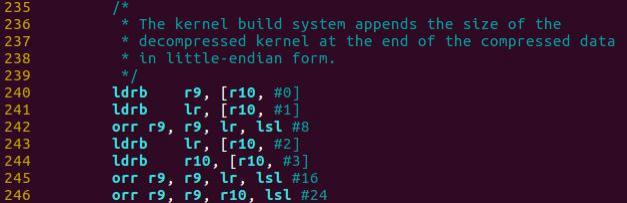 235 /*
236 * The kernel build system appends the size of the
237 * decompressed kernel at the end of the compressed data
238 * in little-endian form.
239 */
240 ldrb r9, [r10, #0]
241 ldrb lr, [r10, #1]
242 orr r9, r9, lr, lsl #8
243 ldrb lr, [r10, #2]
244 ldrb r10, [r10, #3]
245 orr r9, r9, lr, lsl #16
246 orr r9, r9, r10, lsl #24